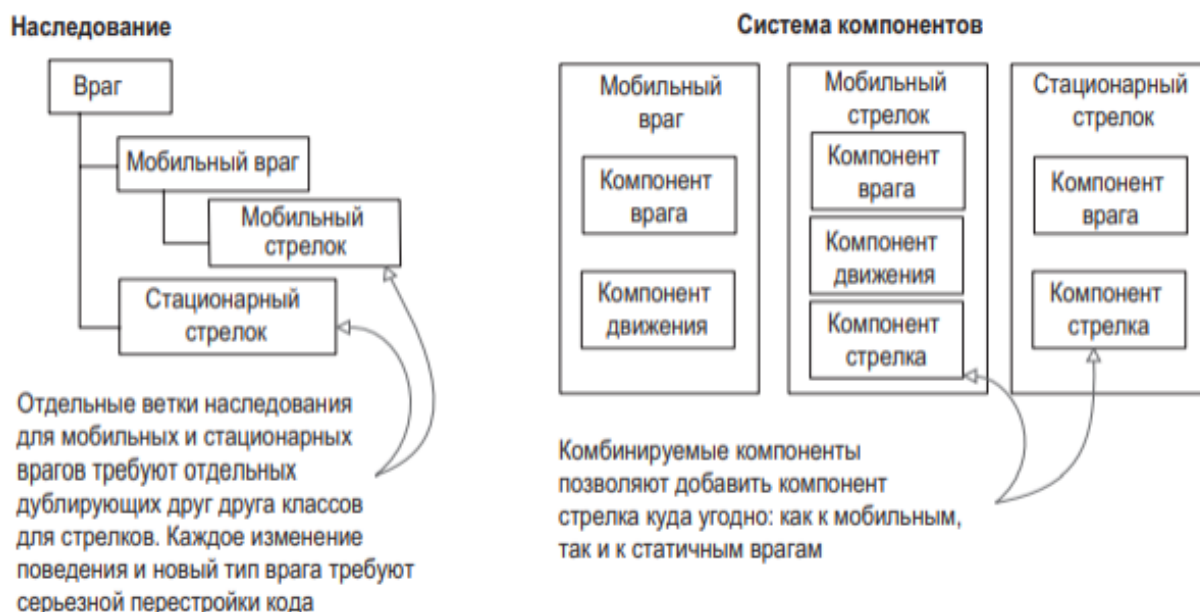 Наследование
Враг
Мобильный враг
Мобильный
стрелок
Стационарный
стрелок
Отдельные ветки наследования
для мобильных и стационарных
врагов требуют отдельных
дублирующих друг друга классов
для стрелков. Каждое изменение
поведения и новый тип врага требуют
серьезной перестройки кода
Система компонентов
Мобильный
враг
Компонент
врага
Компонент
движения
Мобильный
стрелок
Компонент
врага
Компонент
движения
Компонент
стрелка
Стационарный
стрелок
Компонент
врага
Компонент
стрелка
Комбинируемые компоненты
позволяют добавить компонент
стрелка куда угодно: как к мобильным,
так и к статичным врагам